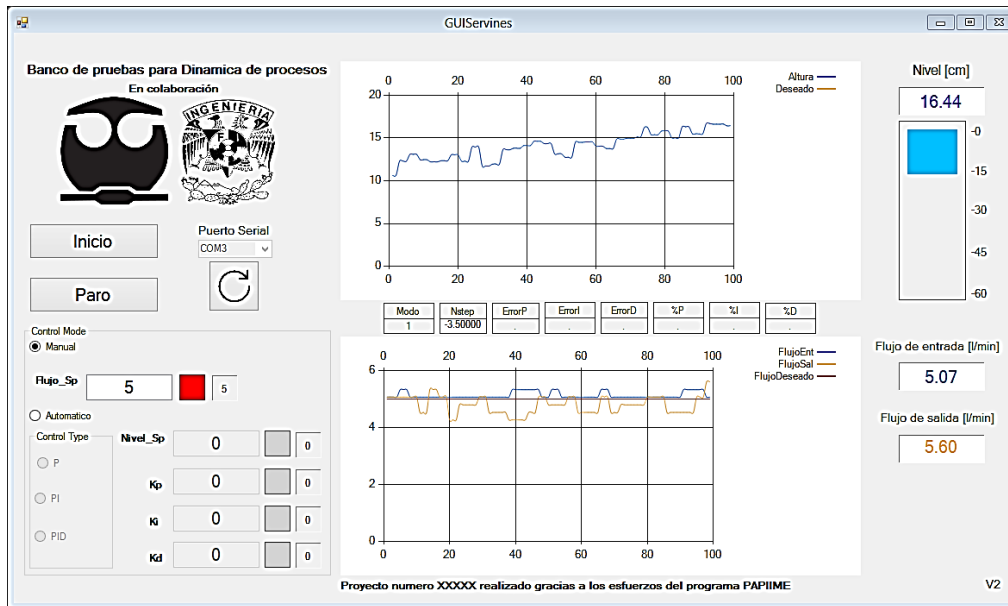 GUIServines
Banco de pruebas para Dinamica de procesos
En colaboración
INGENIERIA
Inicio
Puerto Serial
COM3
Paro
Control Mode
Manual
Flujo_Sp
5
5
Automatico
Control Type
P
PI
PID
Nivel_Sp
0
0
Kp
0
0
Ki
0
0
Kd
0
0
0 20 40 60 80 100
Altura
Deseado
20
15
10
5
0
0 20 40 60 80 100
Modo Nstep ErrorP ErrorI ErrorD %P %I %D
1 -3.50000 . . . . . .
0 20 40 60 80 100
FlujoEnt
FlujoSal
FlujoDeseado
6
4
2
0
0 20 40 60 80 100
Nivel [cm]
16.44
-0
-15
-30
-45
-60
Flujo de entrada [l/min]
5.07
Flujo de salida [l/min]
5.60
Proyecto numero XXXXX realizado gracias a los esfuerzos del programa PAPIIME
V2